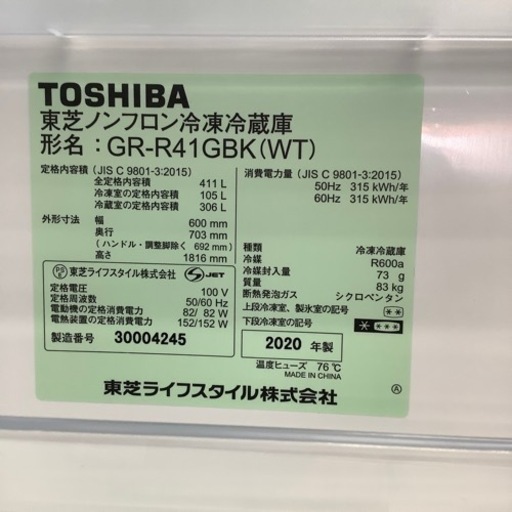 TOSHIBA
東芝ノンフロン冷凍冷蔵庫
形名：GR-R41GBK(WT)
定格内容積（JIS C 9801-3:2015）
全定格内容積 411 L
冷凍室の定格内容積 105 L
冷蔵室の定格内容積 306 L
外形寸法 幅 600 mm
奥行 703 mm
（ハンドル・調整脚除く 692 mm）
高さ 1816 mm
消費電力量（JIS C 9801-3:2015）
50Hz 315 kWh/年
60Hz 315 kWh/年
種類 冷凍冷蔵庫
冷媒 R600a
冷媒封入量 73 g
質量 83 kg
断熱発泡ガス シクロペンタン
上段冷凍室、製氷室の記号 **
下段冷凍室の記号 * ***
PSE 東芝ライフスタイル株式会社 JET
定格電圧 100 V
定格周波数 50/60 Hz
電動機の定格消費電力 82/ 82 W
電熱装置の定格消費電力 152/152 W
製造番号 30004245
2020 年製
温度ヒューズ 76℃
MADE IN CHINA
東芝ライフスタイル株式会社
Ⓐ